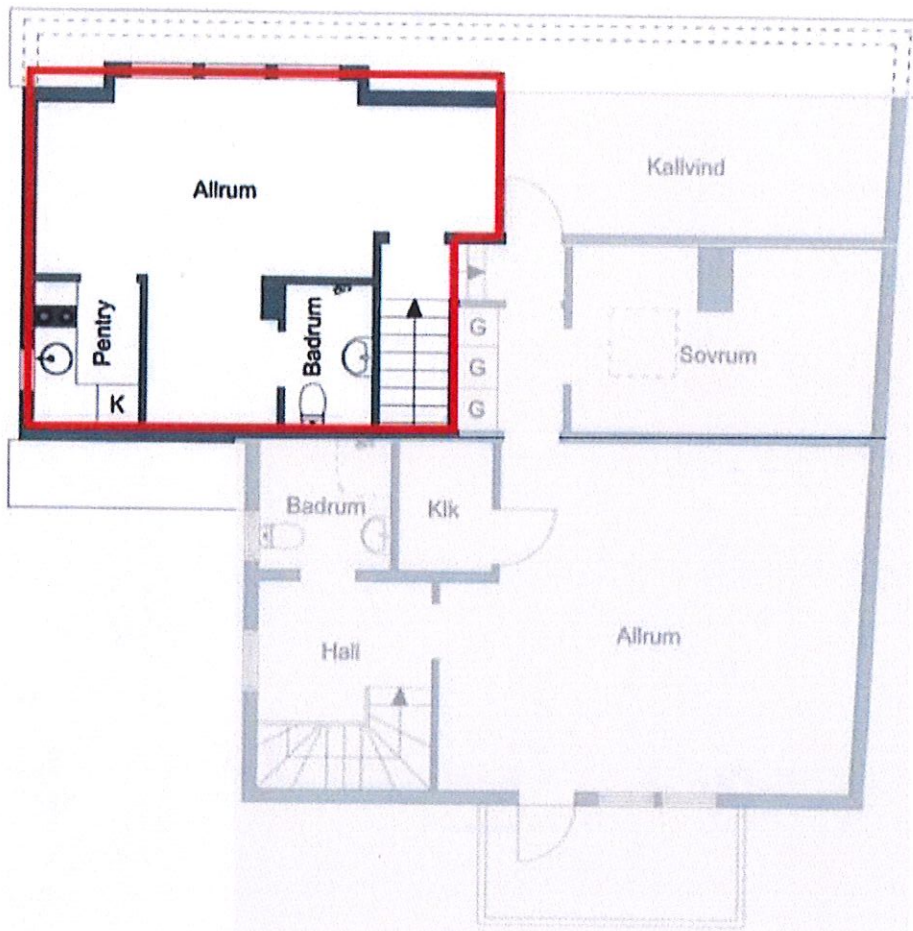 Kallvind
Allrum
Pentry
Badrum
G
G
G
Sovrum
K
Badrum
Klk
Hall
Allrum